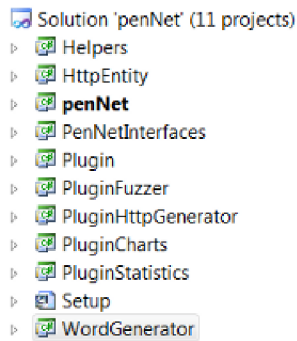 Solution 'penNet' (11 projects)
Helpers
HttpEntity
penNet
PenNetInterfaces
Plugin
PluginFuzzer
PluginHttpGenerator
PluginCharts
PluginStatistics
Setup
WordGenerator